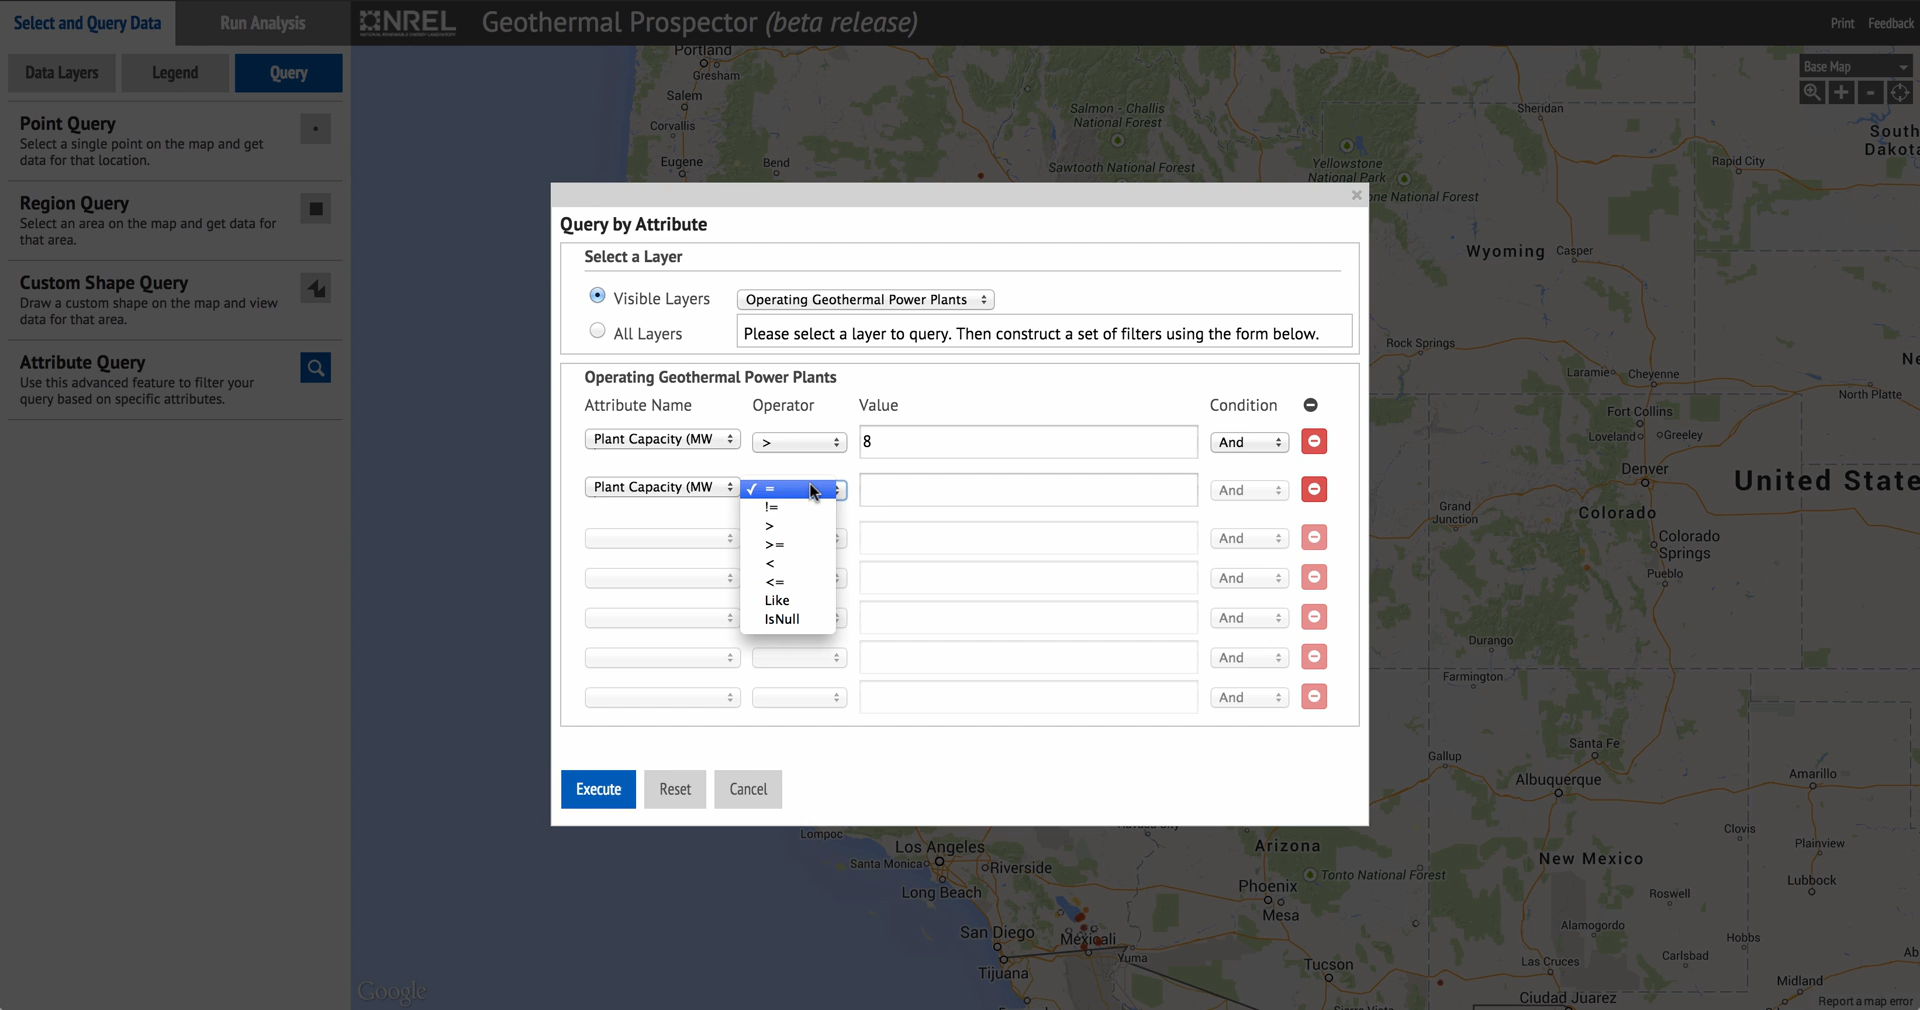 Select and Query Data
Run Analysis
NREL
Geothermal Prospector (beta release)
Print
Feedback
Data Layers
Legend
Query
Point Query
Select a single point on the map and get
data for that location.
Region Query
Select an area on the map and get data for
that area.
Custom Shape Query
Draw a custom shape on the map and view
data for that area.
Attribute Query
Use this advanced feature to filter your
query based on specific attributes.
Base Map
Portland
Gresham
Salem
Corvallis
Eugene
Bend
Salmon - Challis
National Forest
Sawtooth National Forest
Yellowstone
National Park
one National Forest
Sheridan
South
Dakota
Rapid City
Wyoming
Casper
Rock Springs
Laramie
Cheyenne
North Platte
Fort Collins
Loveland
Greeley
Denver
United State
Grand
Junction
Colorado
Colorado
Springs
Pueblo
Durango
Farmington
Santa Fe
Gallup
Albuquerque
Amarillo
Query by Attribute
Select a Layer
Visible Layers
Operating Geothermal Power Plants
All Layers
Please select a layer to query. Then construct a set of filters using the form below.
Operating Geothermal Power Plants
Attribute Name
Operator
Value
Condition
Plant Capacity (MW
>
8
And
Plant Capacity (MW
✓ =
And
!=
>
>=
<
<=
Like
IsNull
And
And
And
And
And
Execute
Reset
Cancel
Lompoc
Los Angeles
Santa Monica
Riverside
Long Beach
San Diego
Mexicali
Tijuana
Yuma
Arizona
Phoenix
Mesa
Tonto National Forest
Tucson
New Mexico
Clovis
Plainview
Lubbock
Roswell
Alamogordo
Hobbs
Carlsbad
Las Cruces
Midland
Ciudad Juarez
Google
Report a map error